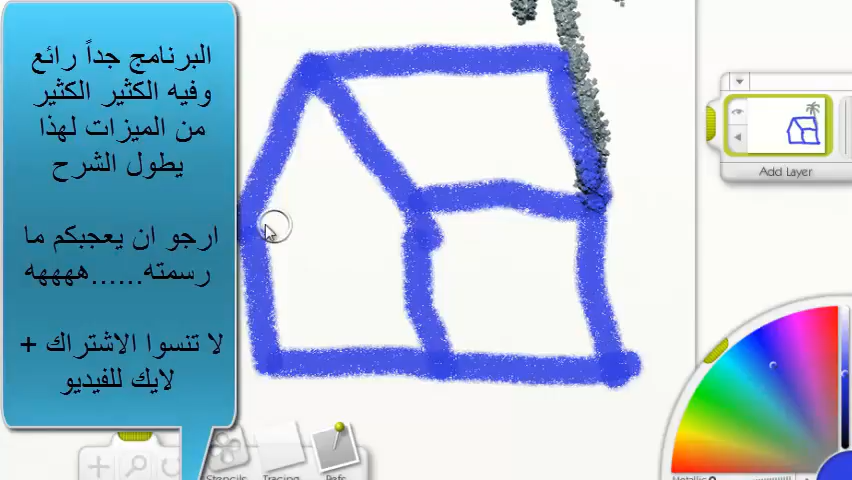 البرنامج جداً رائع
وفيه الكثير الكثير
من الميزات لهذا
يطول الشرح
ارجو ان يعجبكم ما
رسمته......هههههه
لا تنسوا الاشتراك +
لايك للفيديو
Add Layer
Stencils
Tracing
Refs
Metallic